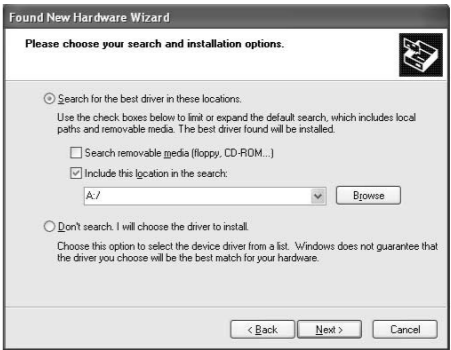 Found New Hardware Wizard
Please choose your search and installation options.
Search for the best driver in these locations.
Use the check boxes below to limit or expand the default search, which includes local
paths and removable media. The best driver found will be installed.
Search removable media (floppy, CD-ROM...)
Include this location in the search:
A:/
Browse
Don't search. I will choose the driver to install.
Choose this option to select the device driver from a list. Windows does not guarantee that
the driver you choose will be the best match for your hardware.
< Back
Next >
Cancel